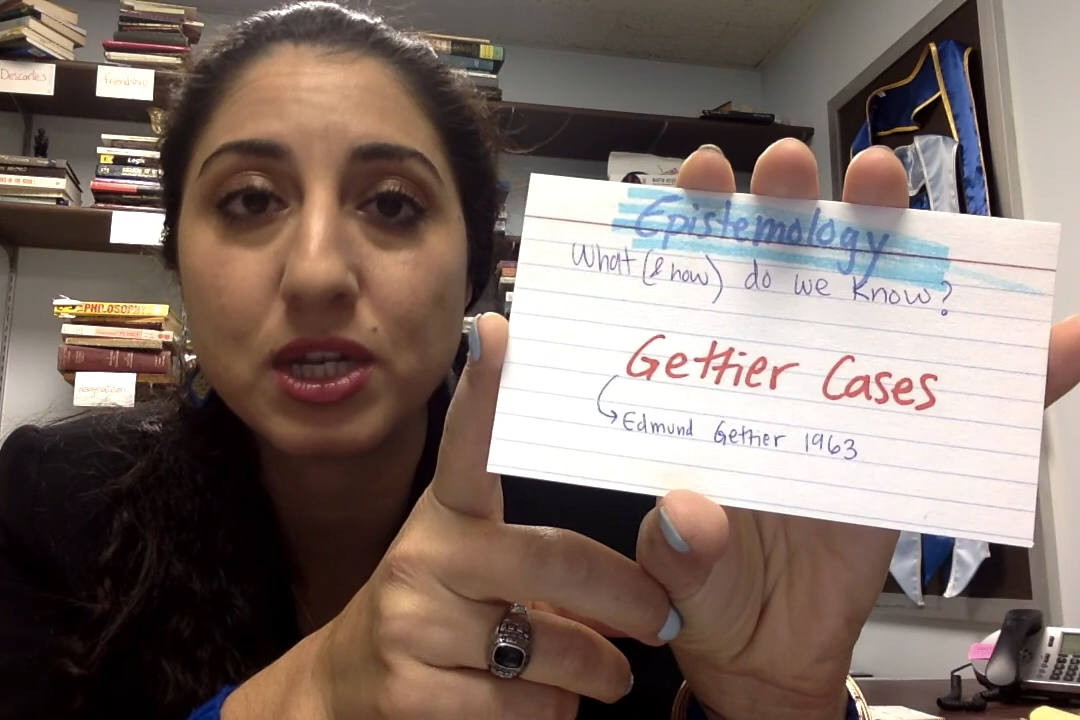 Descartes
friendship
Logic
PHILOSOPHY
Epistemology
What (& how) do we know?
Gettier Cases
Edmund Gettier 1963